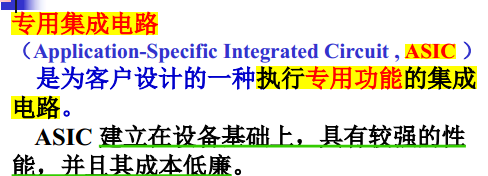 专用集成电路
（Application-Specific Integrated Circuit , ASIC ）
是为客户设计的一种执行专用功能的集成
电路。
ASIC 建立在设备基础上，具有较强的性
能，并且其成本低廉。